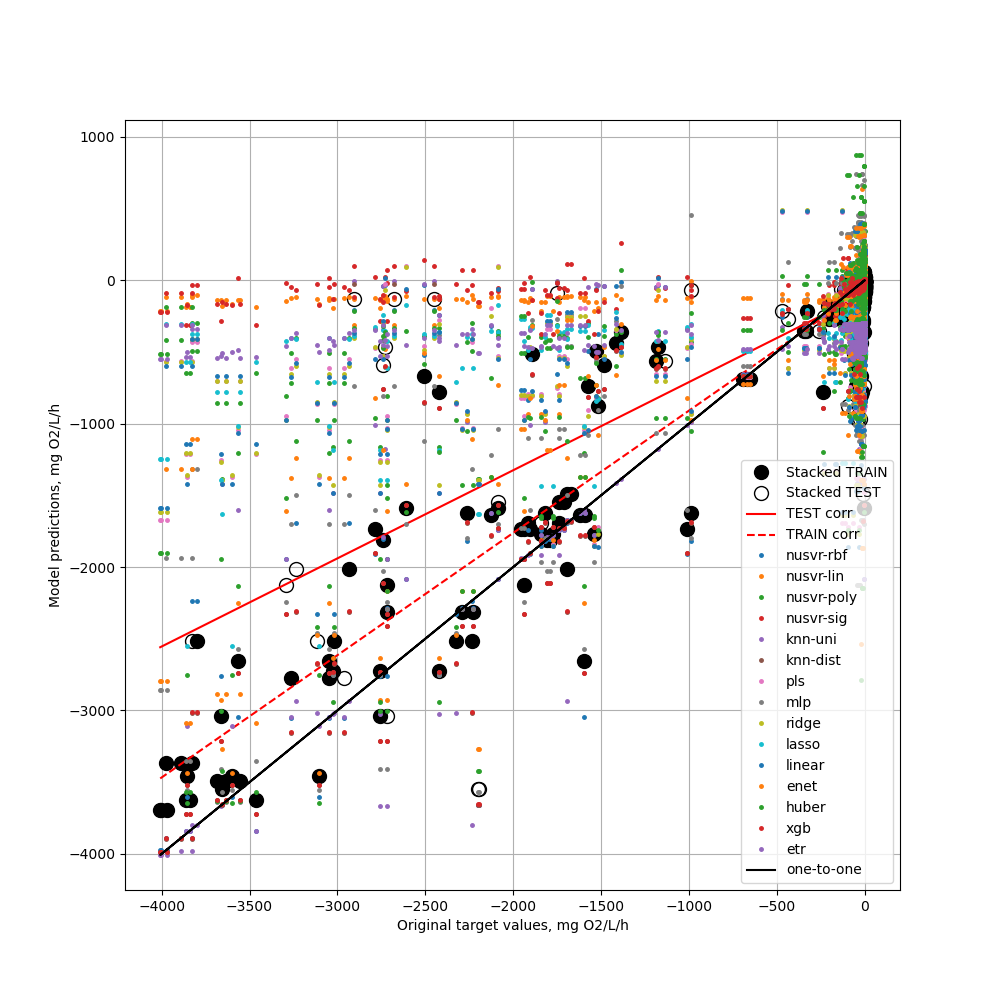 1000
0
−1000
−2000
−3000
−4000
Model predictions, mg O2/L/h
−4000 −3500 −3000 −2500 −2000 −1500 −1000 −500 0
Original target values, mg O2/L/h
Stacked TRAIN
Stacked TEST
TEST corr
TRAIN corr
nusvr-rbf
nusvr-lin
nusvr-poly
nusvr-sig
knn-uni
knn-dist
pls
mlp
ridge
lasso
linear
enet
huber
xgb
etr
one-to-one